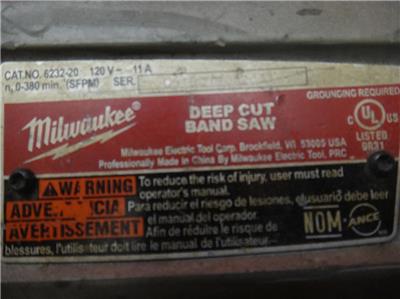 CAT.NO. 6232-20 120 V~ 11 A
n, 0-380 min. (SFPM) SER.
GROUNDING REQUIRED
Milwaukee
DEEP CUT
BAND SAW
C UL US
LISTED
Milwaukee Electric Tool Corp. Brookfield, WI 53005 USA
Professionally Made in China By Milwaukee Electric Tool, PRC
WARNING To reduce the risk of injury, user must read
operator's manual.
ADVERTENCIA Para reducir el riesgo de lesiones, el usuario debe leer
el manual del operador.
AVERTISSEMENT Afin de réduire le risque de
blessures, l'utilisateur doit lire le manual de l'utilisateur.
NOM-ANCE